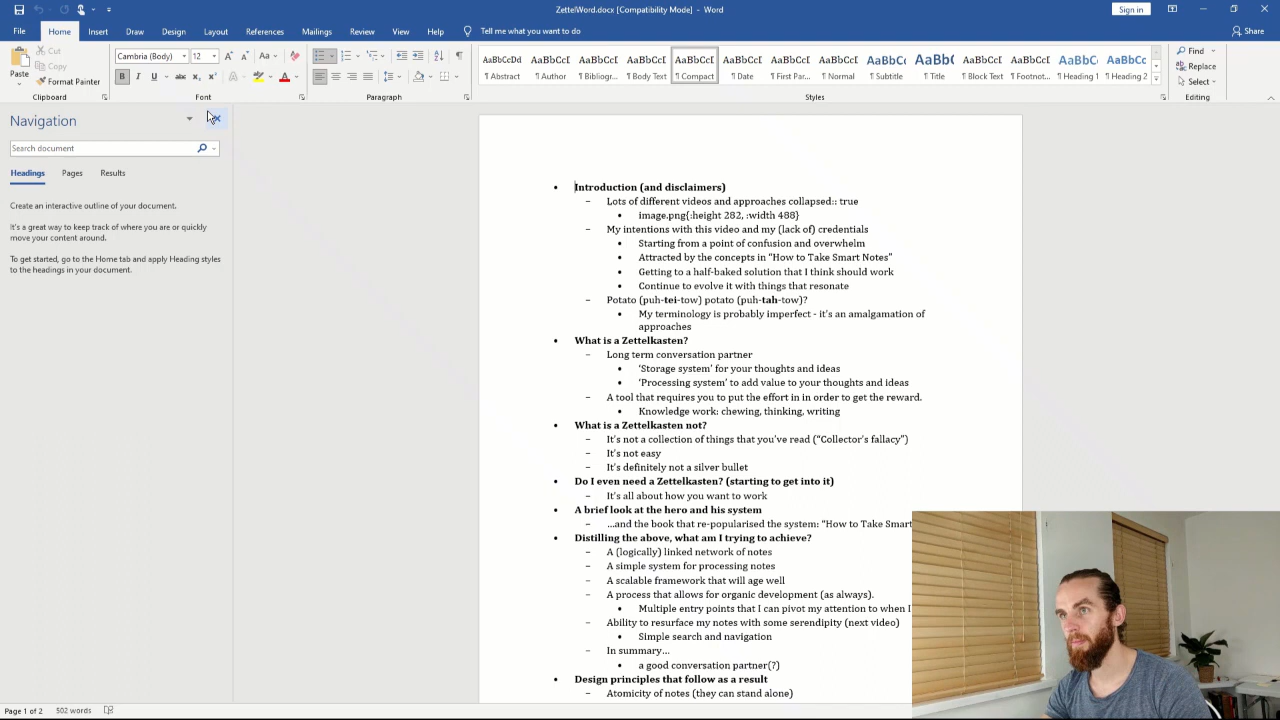 ZettelWord.docx [Compatibility Mode] - Word
Sign in
File Home Insert Draw Design Layout References Mailings Review View Help Tell me what you want to do Share
Paste
Cut
Copy
Format Painter
Clipboard
Cambria (Body) 12
Font
Paragraph
AaBbCcDd AaBbCcI AaBbCcI AaBbCcI AaBbCcI AaBbCcI AaBbCcI AaBbCcI AaBbCc AaBb( AaBbCcI AaBbCcI AaBbCc AaBbCc
¶ Abstract ¶ Author ¶ Bibliogr... ¶ Body Text ¶ Compact ¶ Date ¶ First Par... ¶ Normal ¶ Subtitle ¶ Title ¶ Block Text ¶ Footnot... ¶ Heading 1 ¶ Heading 2
Styles
Find
Replace
Select
Editing
Navigation
Search document
Headings Pages Results
Create an interactive outline of your document.
It's a great way to keep track of where you are or quickly
move your content around.
To get started, go to the Home tab and apply Heading styles
to the headings in your document.
• Introduction (and disclaimers)
– Lots of different videos and approaches collapsed:: true
• image.png{:height 282, :width 488}
– My intentions with this video and my (lack of) credentials
• Starting from a point of confusion and overwhelm
• Attracted by the concepts in “How to Take Smart Notes”
• Getting to a half-baked solution that I think should work
• Continue to evolve it with things that resonate
– Potato (puh-tei-tow) potato (puh-tah-tow)?
• My terminology is probably imperfect - it's an amalgamation of
approaches
• What is a Zettelkasten?
– Long term conversation partner
• ‘Storage system’ for your thoughts and ideas
• ‘Processing system’ to add value to your thoughts and ideas
– A tool that requires you to put the effort in in order to get the reward.
• Knowledge work: chewing, thinking, writing
• What is a Zettelkasten not?
– It's not a collection of things that you've read (“Collector's fallacy”)
– It's not easy
– It's definitely not a silver bullet
• Do I even need a Zettelkasten? (starting to get into it)
– It's all about how you want to work
• A brief look at the hero and his system
– …and the book that re-popularised the system: “How to Take Smart
• Distilling the above, what am I trying to achieve?
– A (logically) linked network of notes
– A simple system for processing notes
– A scalable framework that will age well
– A process that allows for organic development (as always).
• Multiple entry points that I can pivot my attention to when I
– Ability to resurface my notes with some serendipity (next video)
• Simple search and navigation
– In summary…
• a good conversation partner(?)
• Design principles that follow as a result
– Atomicity of notes (they can stand alone)
Page 1 of 2 502 words